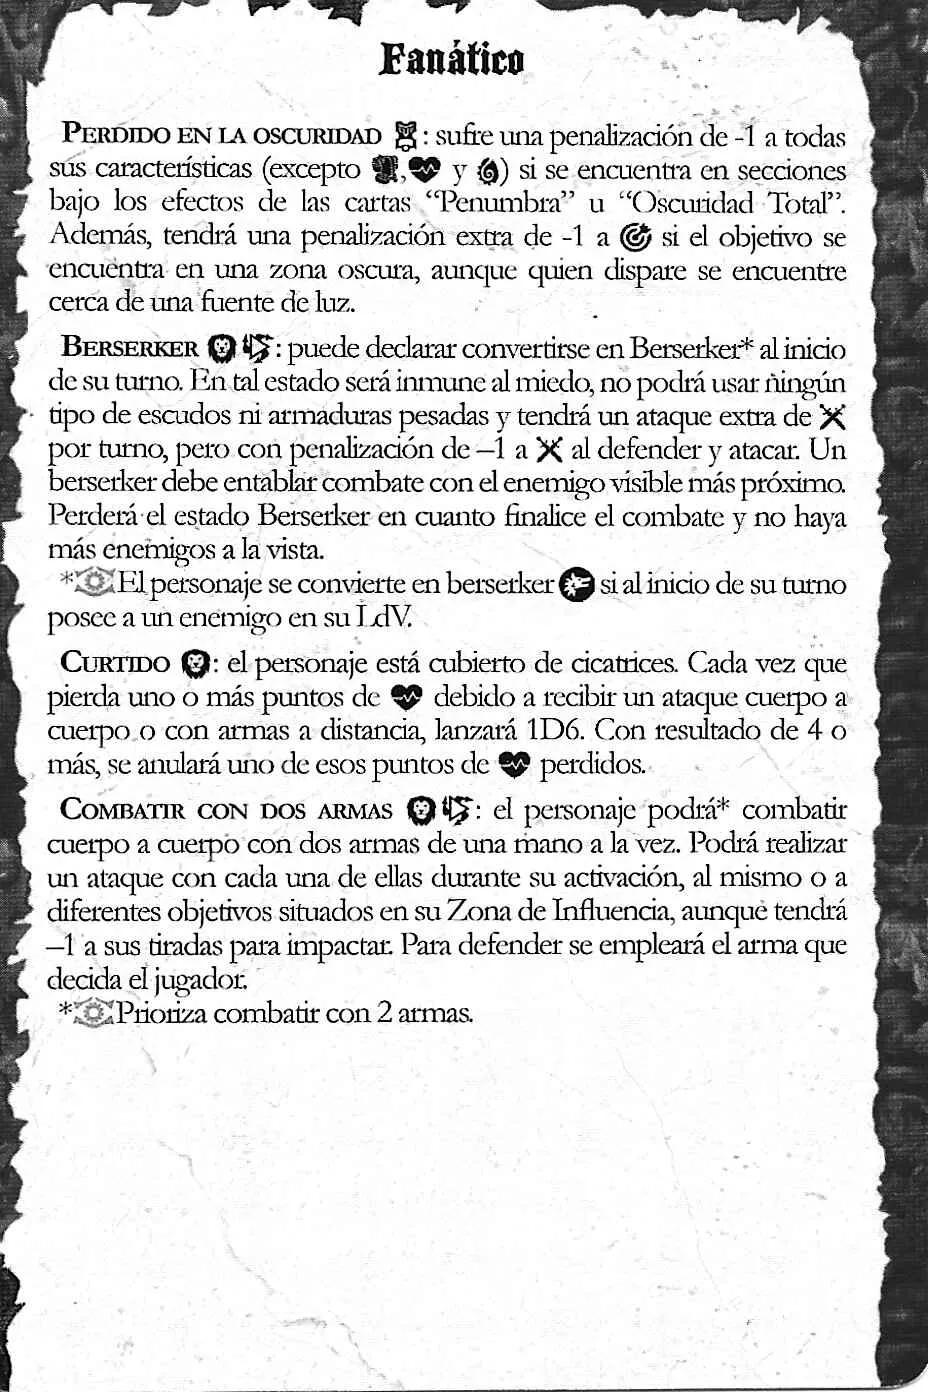 Fanático
PERDIDO EN LA OSCURIDAD : sufre una penalización de -1 a todas
sus características (excepto , y ) si se encuentra en secciones
bajo los efectos de las cartas “Penumbra” u “Oscuridad Total”.
Además, tendrá una penalización extra de -1 a si el objetivo se
encuentra en una zona oscura, aunque quien dispare se encuentre
cerca de una fuente de luz.
BERSERKER : puede declarar convertirse en Berserker* al inicio
de su turno. En tal estado será inmune al miedo, no podrá usar ningún
tipo de escudos ni armaduras pesadas y tendrá un ataque extra de
por turno, pero con penalización de –1 a al defender y atacar. Un
berserker debe entablar combate con el enemigo visible más próximo.
Perderá el estado Berserker en cuanto finalice el combate y no haya
más enemigos a la vista.
* El personaje se convierte en berserker si al inicio de su turno
posee a un enemigo en su LdV.
CURTIDO : el personaje está cubierto de cicatrices. Cada vez que
pierda uno o más puntos de debido a recibir un ataque cuerpo a
cuerpo o con armas a distancia, lanzará 1D6. Con resultado de 4 o
más, se anulará uno de esos puntos de perdidos.
COMBATIR CON DOS ARMAS : el personaje podrá* combatir
cuerpo a cuerpo con dos armas de una mano a la vez. Podrá realizar
un ataque con cada una de ellas durante su activación, al mismo o a
diferentes objetivos situados en su Zona de Influencia, aunque tendrá
–1 a sus tiradas para impactar. Para defender se empleará el arma que
decida el jugador.
* Prioriza combatir con 2 armas.